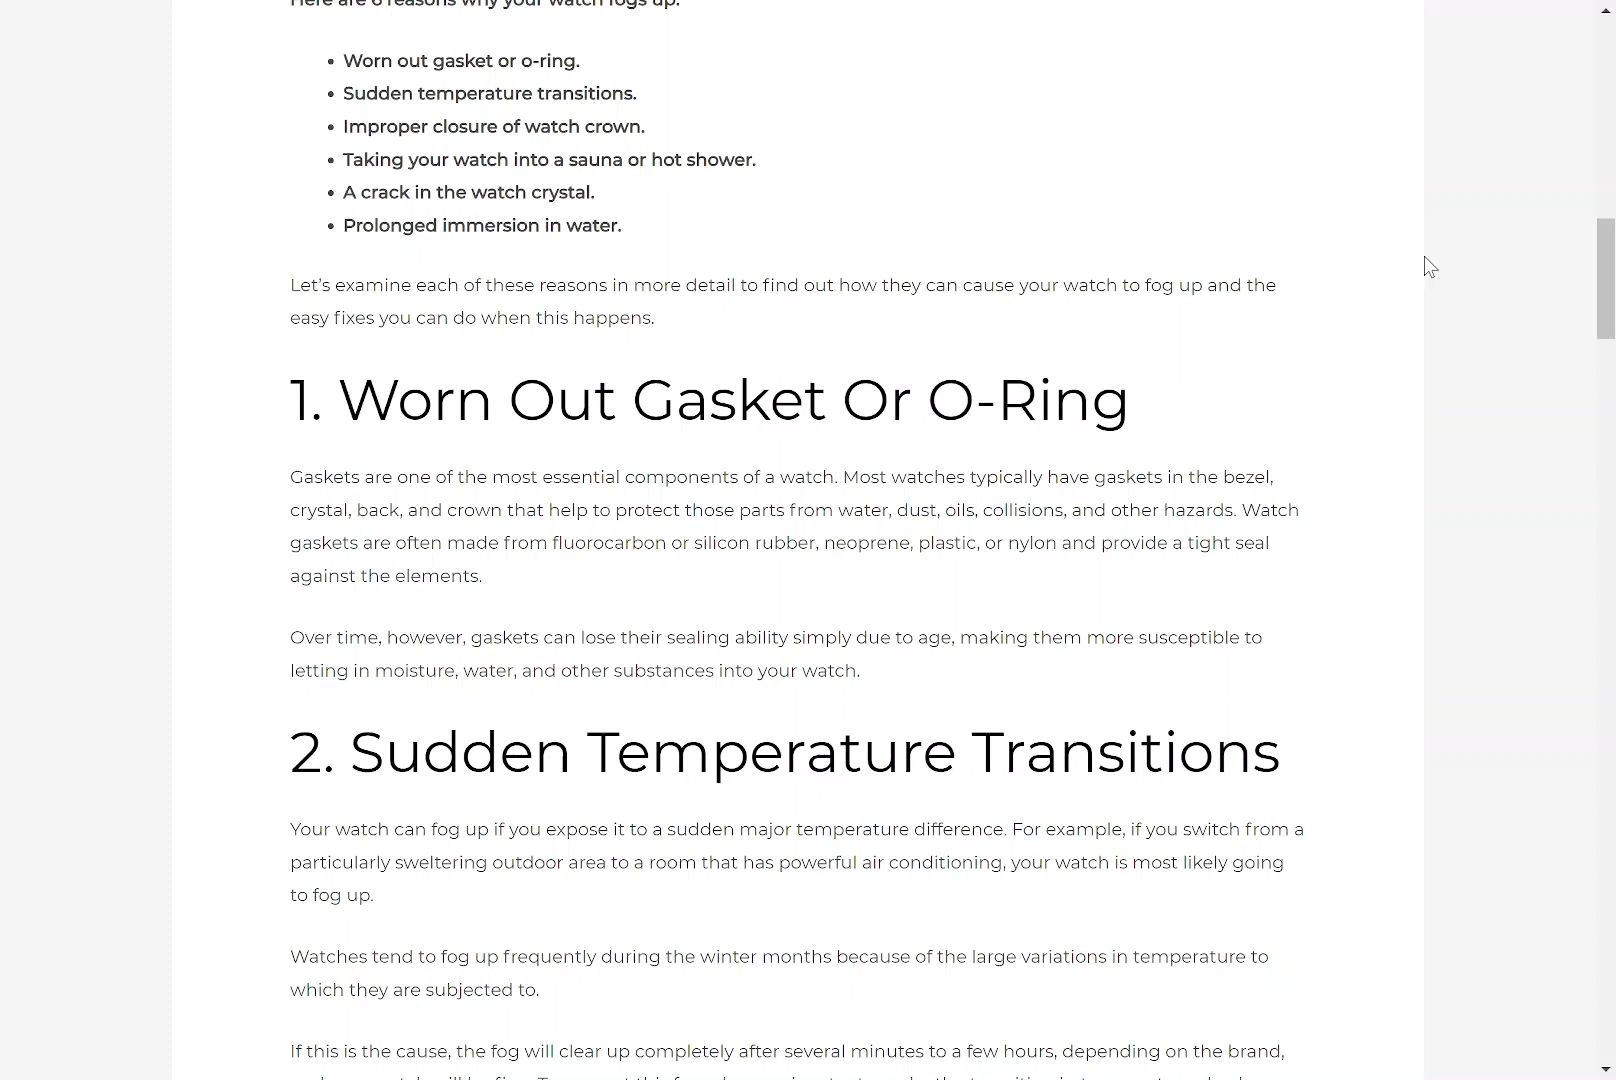 Here are 6 reasons why your watch fogs up:
• Worn out gasket or o-ring.
• Sudden temperature transitions.
• Improper closure of watch crown.
• Taking your watch into a sauna or hot shower.
• A crack in the watch crystal.
• Prolonged immersion in water.
Let’s examine each of these reasons in more detail to find out how they can cause your watch to fog up and the
easy fixes you can do when this happens.
1. Worn Out Gasket Or O-Ring
Gaskets are one of the most essential components of a watch. Most watches typically have gaskets in the bezel,
crystal, back, and crown that help to protect those parts from water, dust, oils, collisions, and other hazards. Watch
gaskets are often made from fluorocarbon or silicon rubber, neoprene, plastic, or nylon and provide a tight seal
against the elements.
Over time, however, gaskets can lose their sealing ability simply due to age, making them more susceptible to
letting in moisture, water, and other substances into your watch.
2. Sudden Temperature Transitions
Your watch can fog up if you expose it to a sudden major temperature difference. For example, if you switch from a
particularly sweltering outdoor area to a room that has powerful air conditioning, your watch is most likely going
to fog up.
Watches tend to fog up frequently during the winter months because of the large variations in temperature to
which they are subjected to.
If this is the cause, the fog will clear up completely after several minutes to a few hours, depending on the brand,